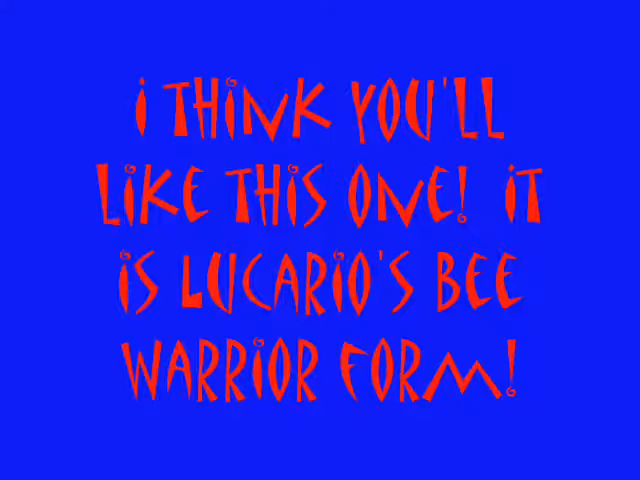 I THINK YOU'LL
LIKE THIS ONE! IT
IS LUCARIO'S BEE
WARRIOR FORM!